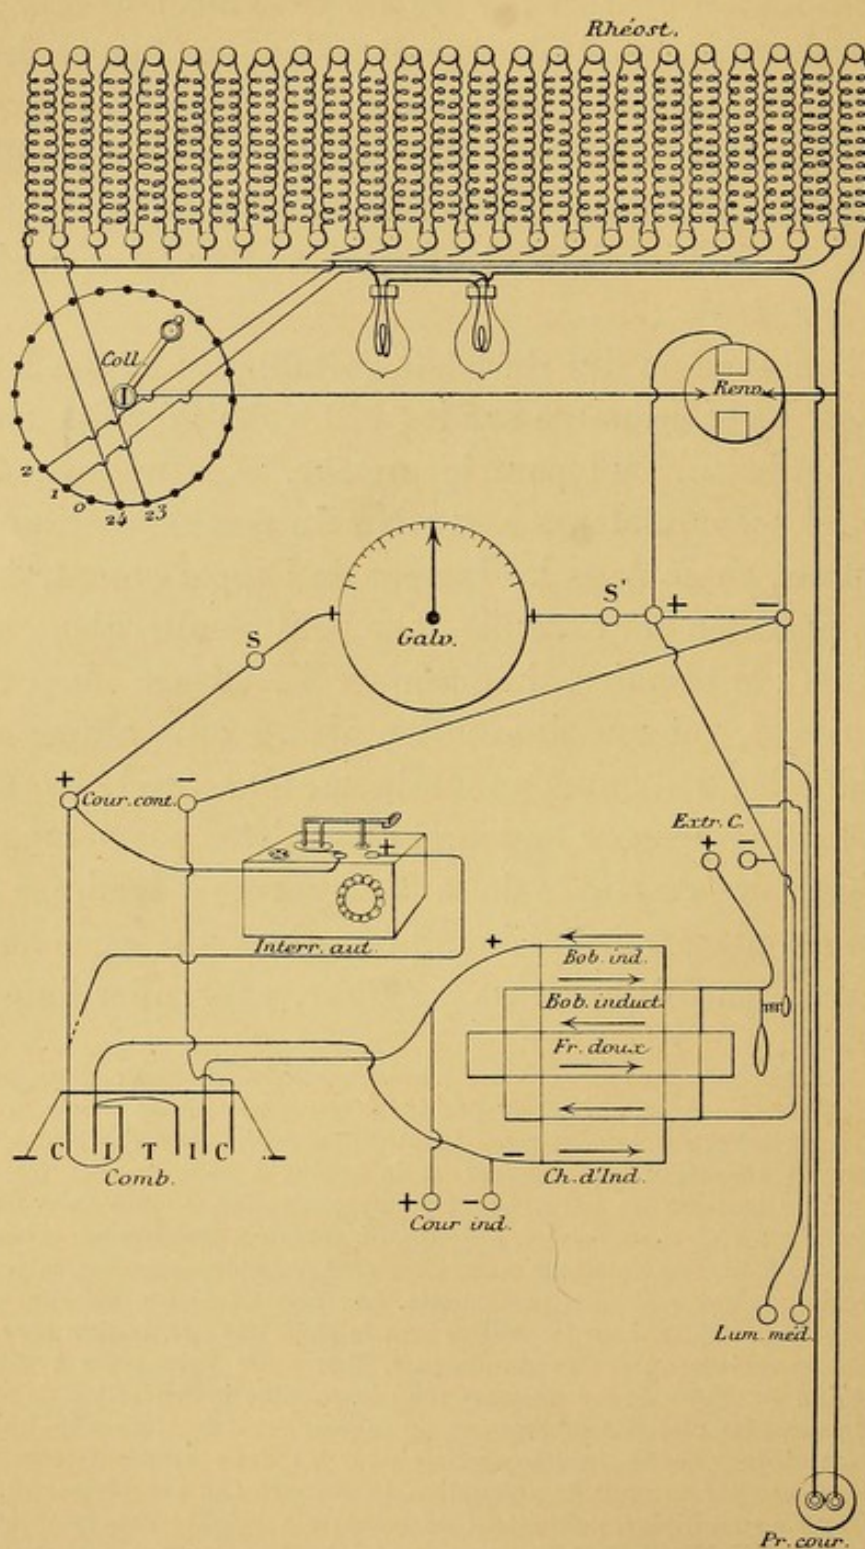 Rhéost.
Coll.
I
Renv.
2
1
0
24
23
S'
+
−
S
Galv.
+
−
Cour. cont.
Extr. C.
+
−
+
Interr. aut.
+
Bob. ind.
Bob. induct.
Fr. doux
C I T I C
−
Comb.
Ch. d'Ind.
+
−
Cour ind.
Lum. méd.
Pr. cour.